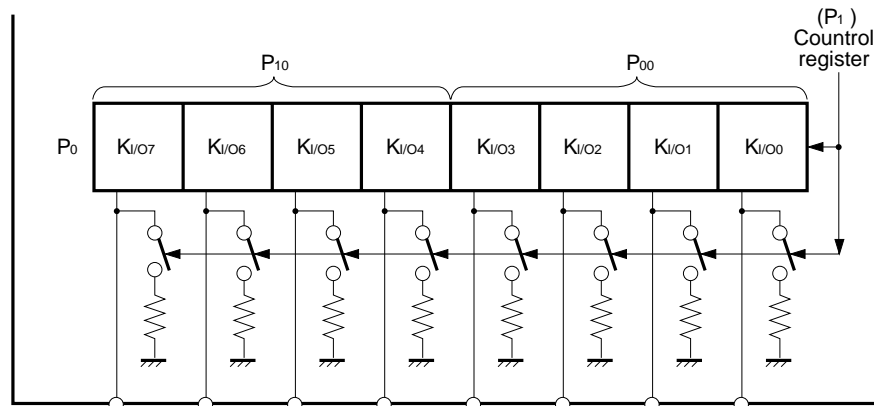 (P1)
Countrol
register
P10 P00
P0 KI/O7 KI/O6 KI/O5 KI/O4 KI/O3 KI/O2 KI/O1 KI/O0